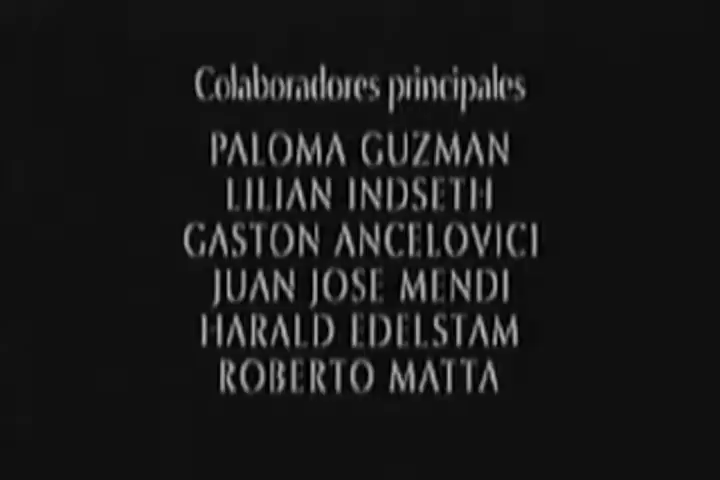 Colaboradores principales
PALOMA GUZMAN
LILIAN INDSETH
GASTON ANCELOVICI
JUAN JOSE MENDI
HARALD EDELSTAM
ROBERTO MATTA